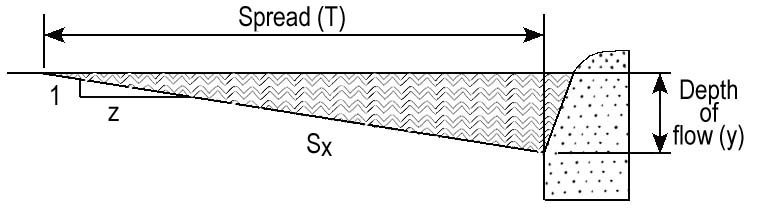 Spread (T)
1
z
Sx
Depth
of
flow (y)